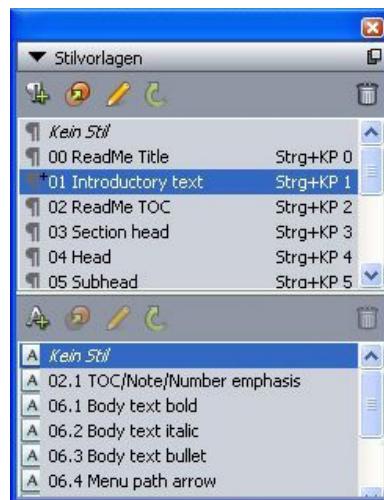 Stilvorlagen
Kein Stil
00 ReadMe Title Strg+KP 0
01 Introductory text Strg+KP 1
02 ReadMe TOC Strg+KP 2
03 Section head Strg+KP 3
04 Head Strg+KP 4
05 Subhead Strg+KP 5
Kein Stil
02.1 TOC/Note/Number emphasis
06.1 Body text bold
06.2 Body text italic
06.3 Body text bullet
06.4 Menu path arrow